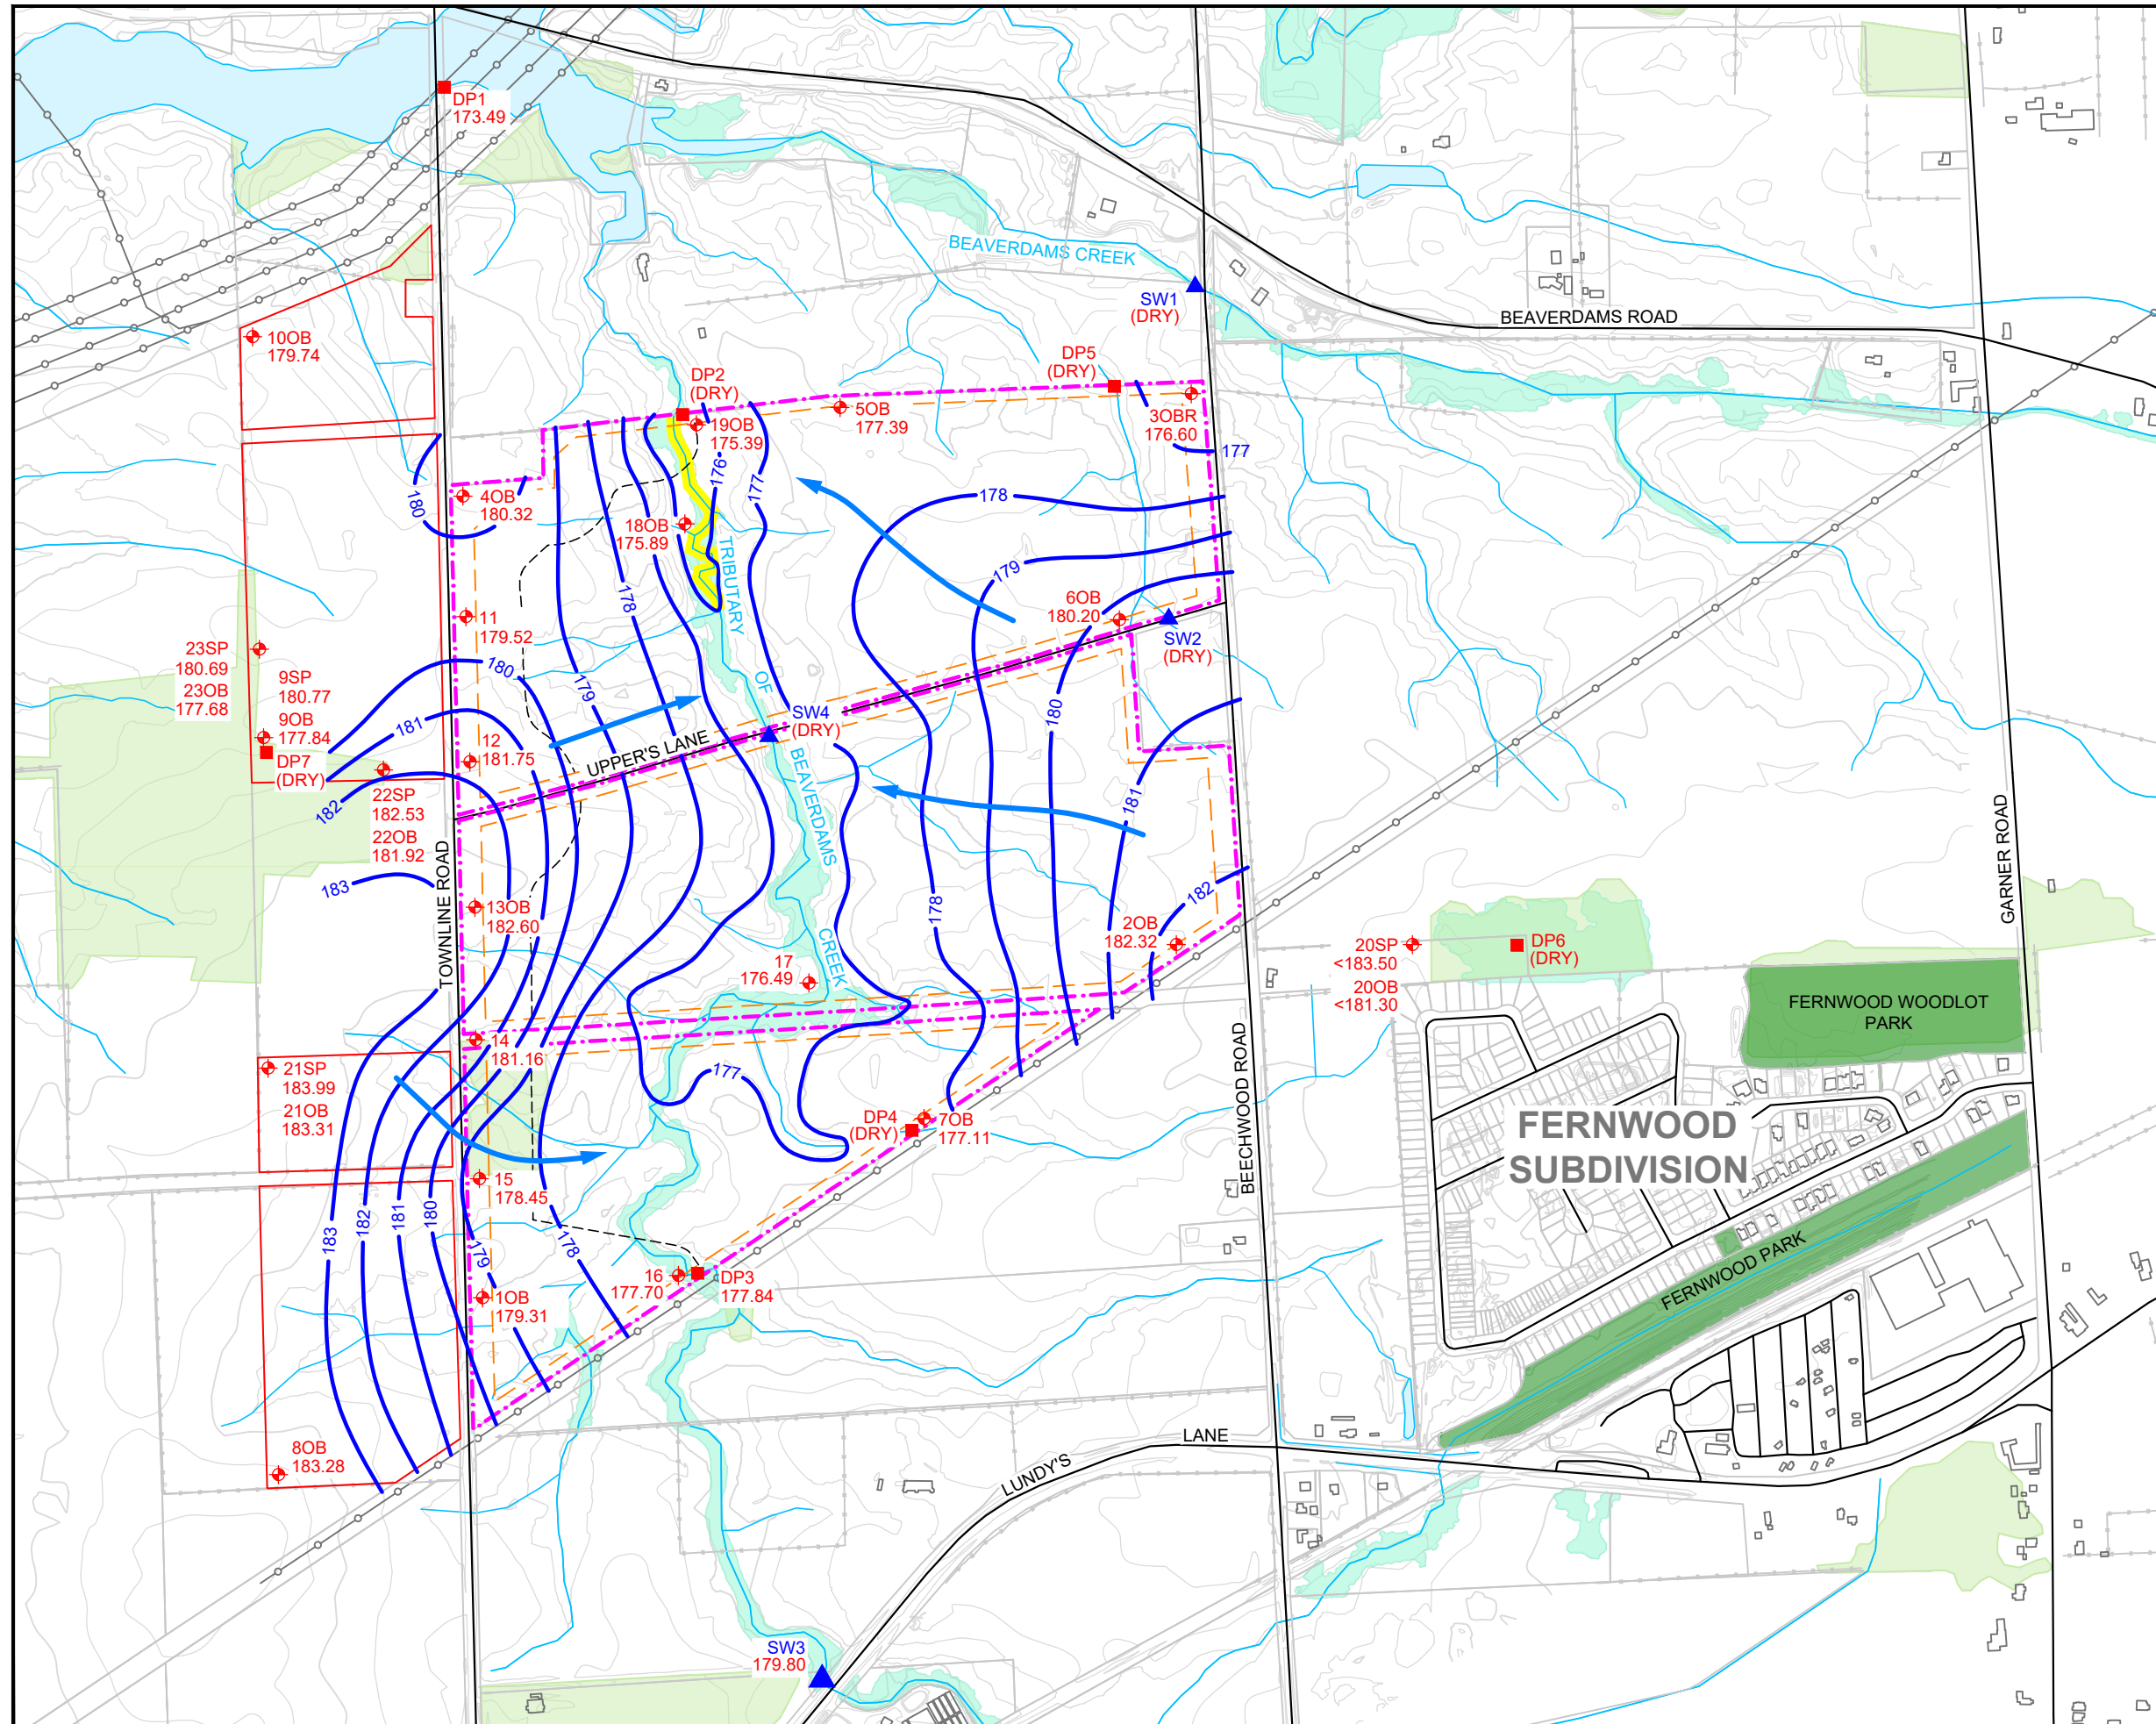 DP1
173.49
BEAVERDAMS CREEK
SW1
(DRY)
BEAVERDAMS ROAD
10OB
179.74
DP5
(DRY)
DP2
(DRY)
5OB
177.39
3OBR
176.60
19OB
175.39
177
176
177
178
180
4OB
180.32
18OB
175.89
TRIBUTARY
OF
BEAVERDAMS
CREEK
179
178
6OB
180.20
SW2
(DRY)
11
179.52
23SP
180.69
23OB
177.68
9SP
180.77
9OB
177.84
DP7
(DRY)
180
179
181
12
181.75
SW4
(DRY)
UPPER'S LANE
180
181
182
22SP
182.53
22OB
181.92
183
TOWNLINE ROAD
13OB
182.60
178
182
2OB
182.32
17
176.49
20SP
<183.50
20OB
<181.30
DP6
(DRY)
GARNER ROAD
FERNWOOD WOODLOT
PARK
14
181.16
21SP
183.99
21OB
183.31
177
DP4
(DRY)
7OB
177.11
BEECHWOOD ROAD
FERNWOOD
SUBDIVISION
15
178.45
183
182
181
180
179
178
16
177.70
DP3
177.84
1OB
179.31
FERNWOOD PARK
8OB
183.28
LUNDY'S
LANE
SW3
179.80